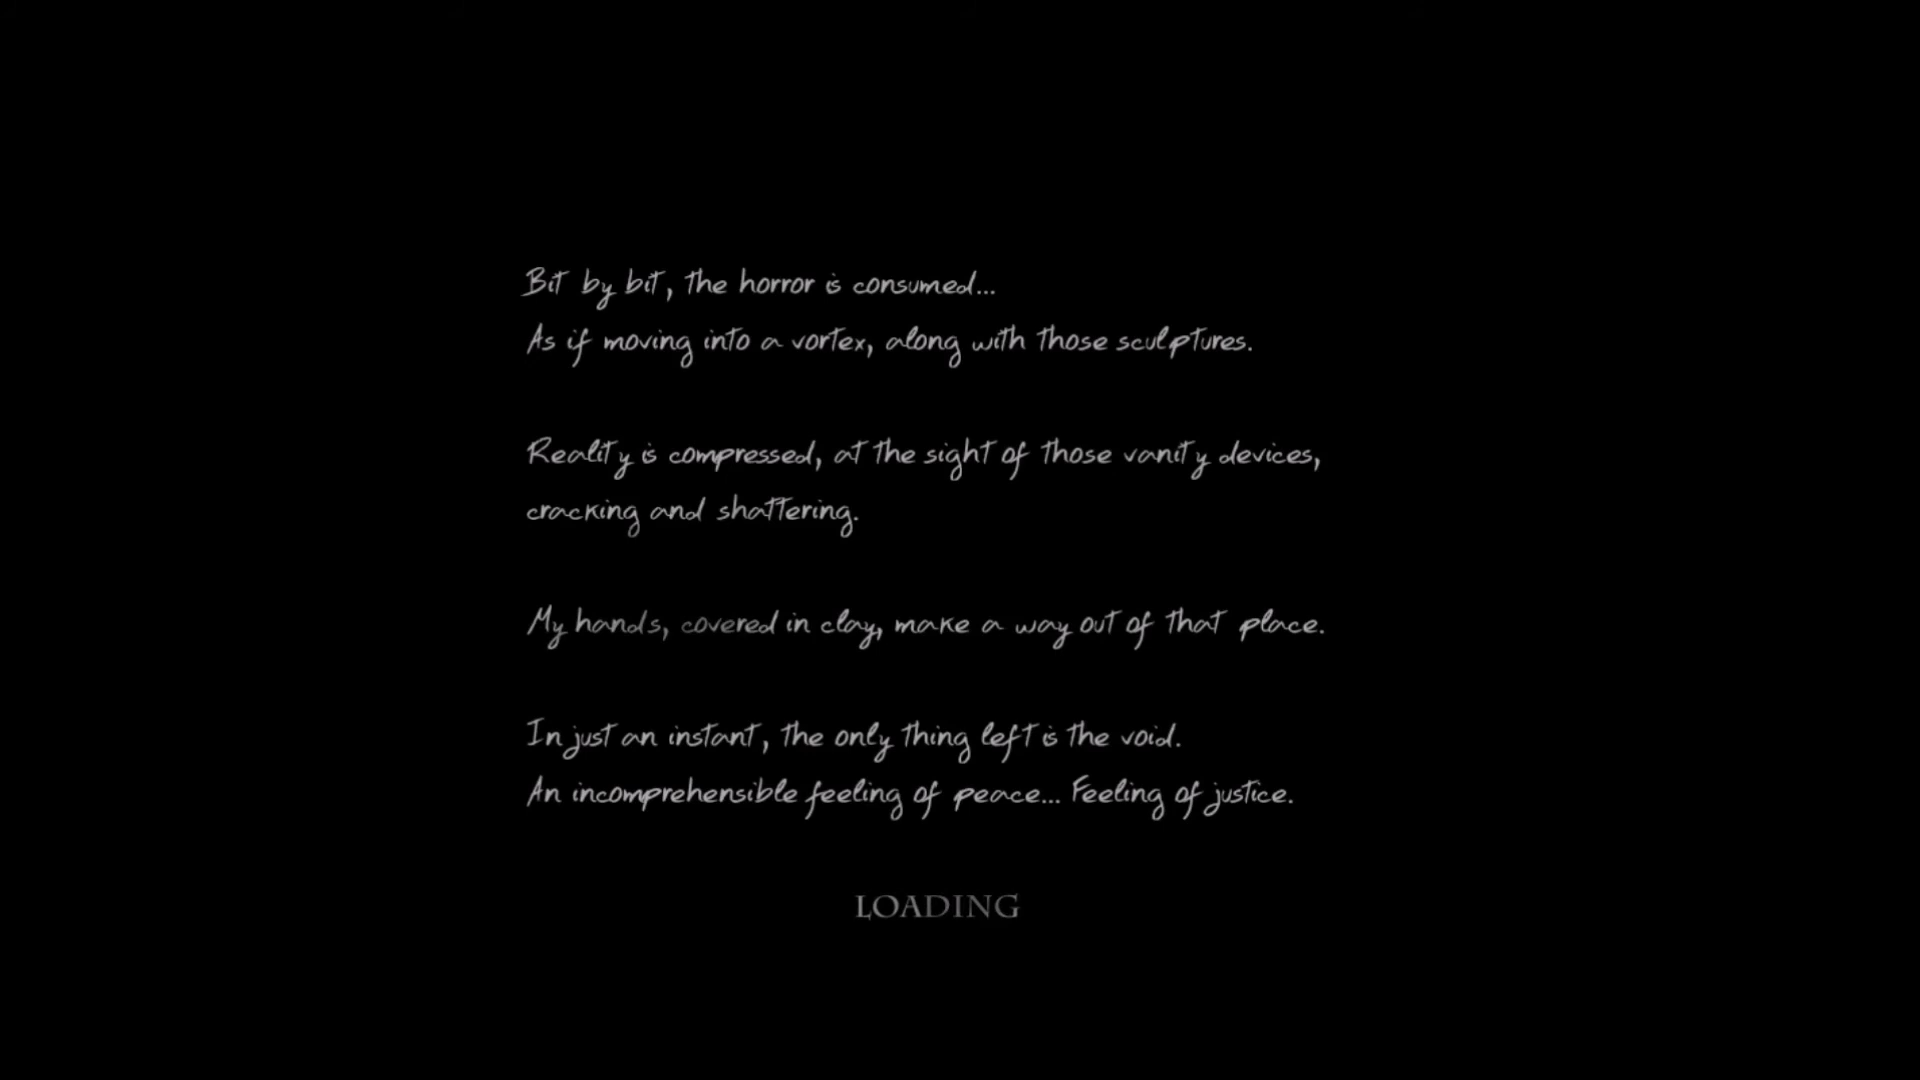 Bit by bit, the horror is consumed...
As if moving into a vortex, along with those sculptures.
Reality is compressed, at the sight of those vanity devices,
cracking and shattering.
My hands, covered in clay, make a way out of that place.
In just an instant, the only thing left is the void.
An incomprehensible feeling of peace... Feeling of justice.
LOADING